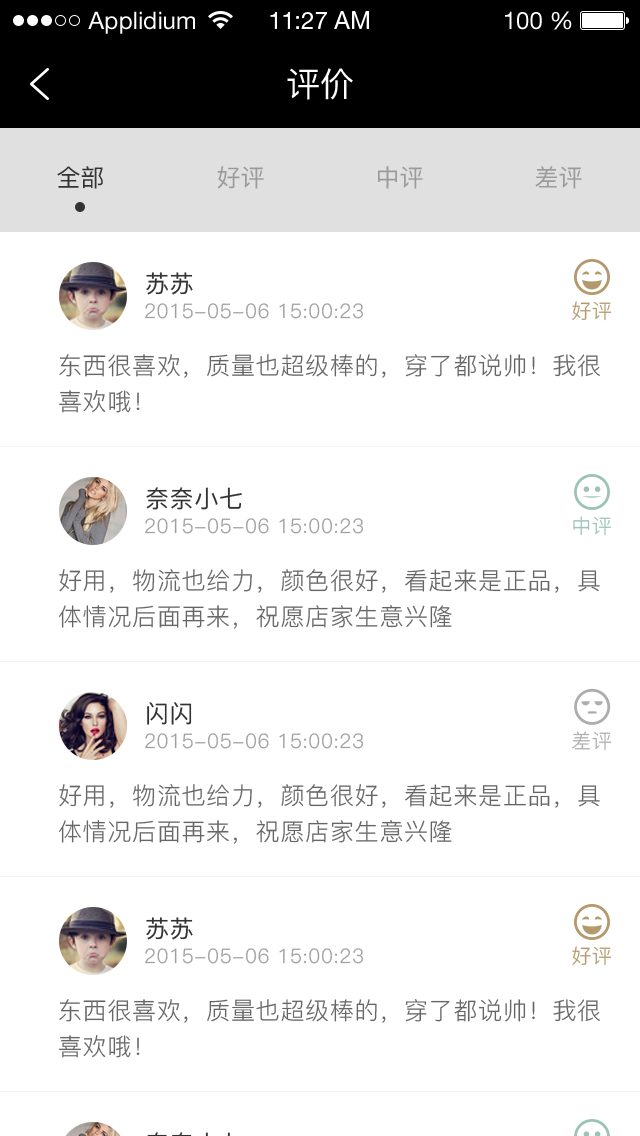 Applidium 11:27 AM 100 %
评价
全部 好评 中评 差评
苏苏
2015-05-06 15:00:23
好评
东西很喜欢，质量也超级棒的，穿了都说帅！我很
喜欢哦！
奈奈小七
2015-05-06 15:00:23
中评
好用，物流也给力，颜色很好，看起来是正品，具
体情况后面再来，祝愿店家生意兴隆
闪闪
2015-05-06 15:00:23
差评
好用，物流也给力，颜色很好，看起来是正品，具
体情况后面再来，祝愿店家生意兴隆
苏苏
2015-05-06 15:00:23
好评
东西很喜欢，质量也超级棒的，穿了都说帅！我很
喜欢哦！